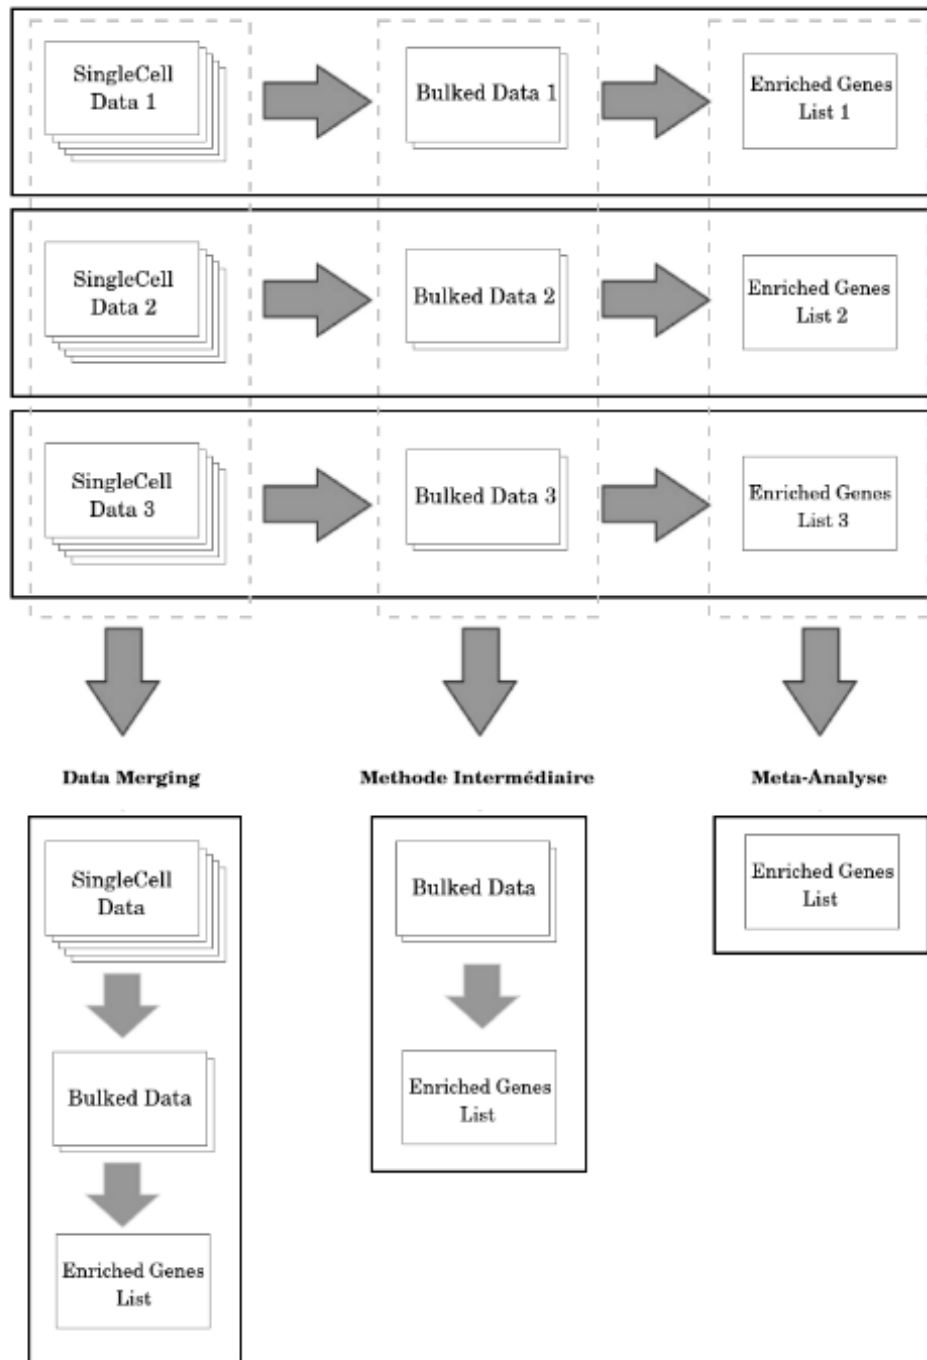 SingleCell
Data 1
Bulked Data 1
Enriched Genes
List 1
SingleCell
Data 2
Bulked Data 2
Enriched Genes
List 2
SingleCell
Data 3
Bulked Data 3
Enriched Genes
List 3
Data Merging
Methode Intermédiaire
Meta-Analyse
SingleCell
Data
Bulked Data
Enriched Genes
List
Bulked Data
Enriched Genes
List
Enriched Genes
List